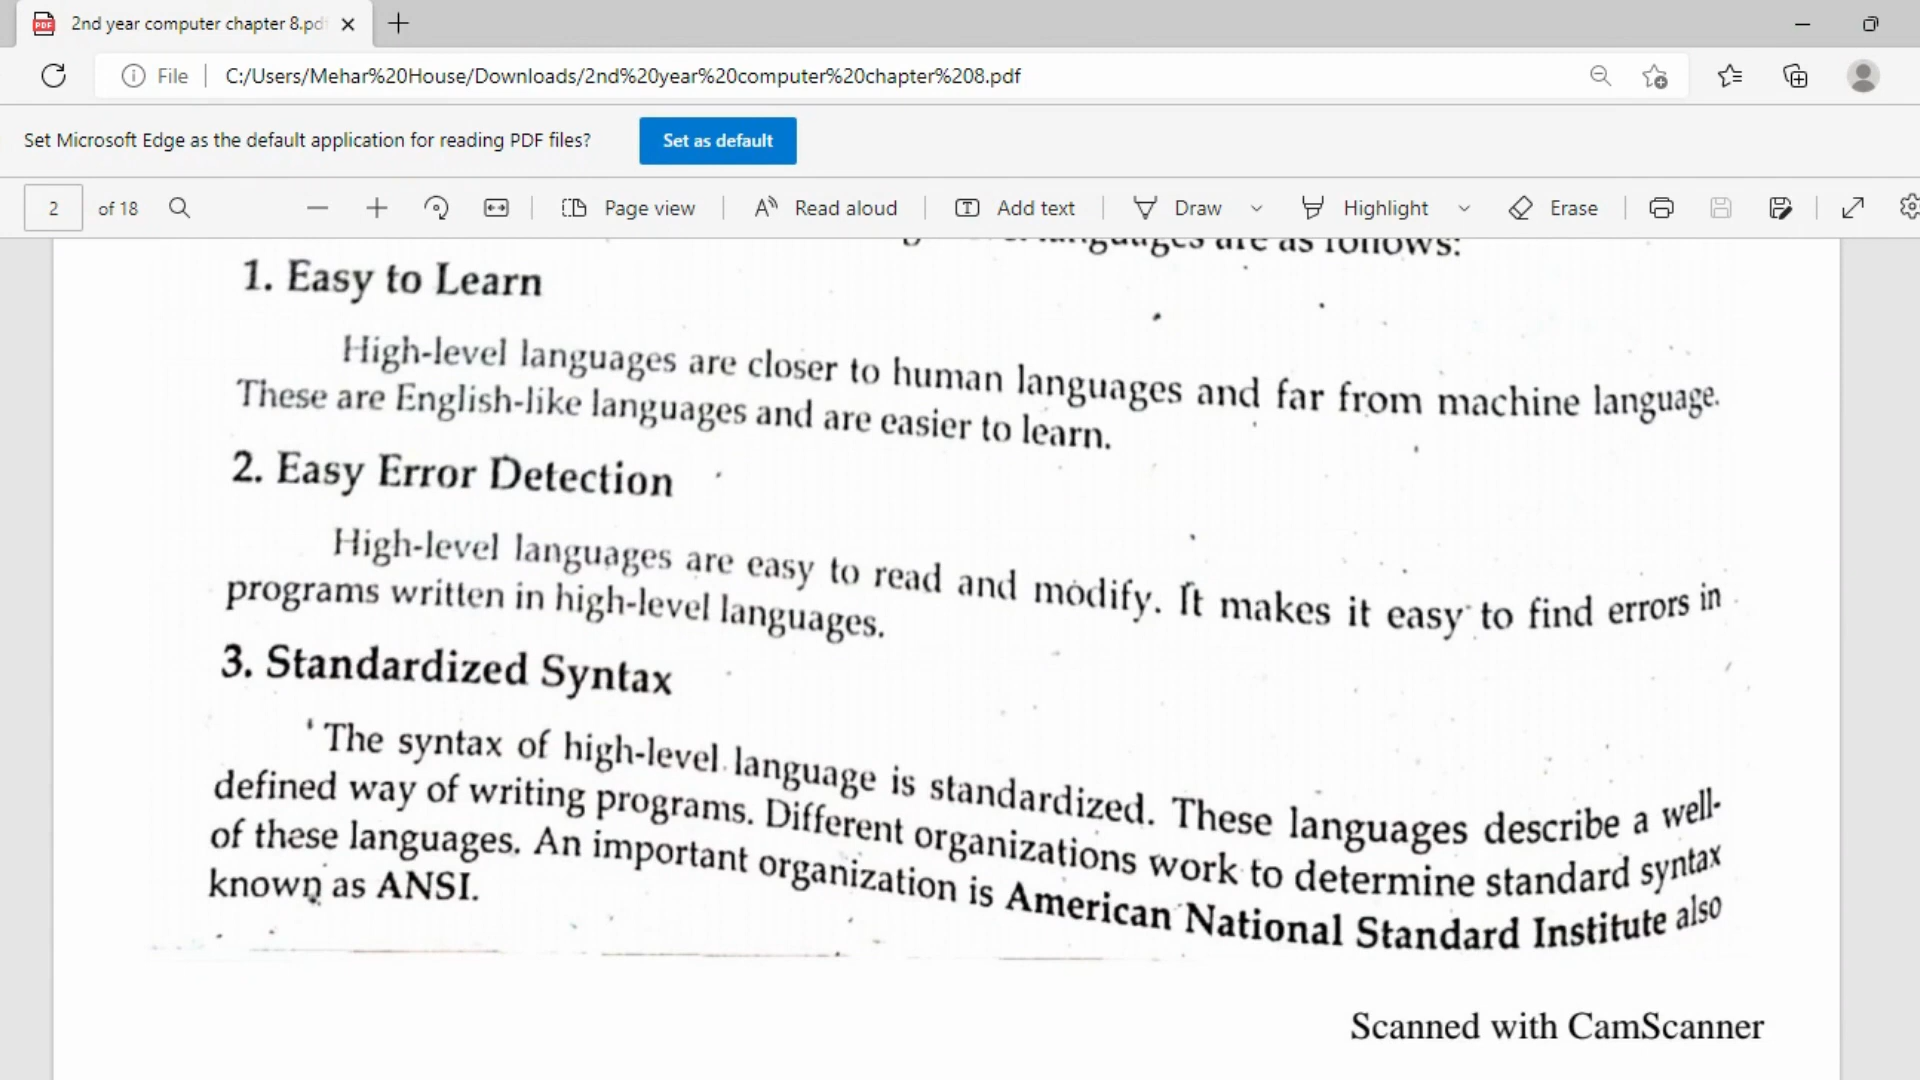 2nd year computer chapter 8.pd
File
C:/Users/Mehar%20House/Downloads/2nd%20year%20computer%20chapter%208.pdf
Set Microsoft Edge as the default application for reading PDF files?
Set as default
2 of 18
Page view
Read aloud
Add text
Draw
Highlight
Erase
languages are as follows:
1. Easy to Learn
High-level languages are closer to human languages and far from machine language.
These are English-like languages and are easier to learn.
2. Easy Error Detection
High-level languages are easy to read and modify. It makes it easy to find errors in
programs written in high-level languages.
3. Standardized Syntax
The syntax of high-level language is standardized. These languages describe a well-
defined way of writing programs. Different organizations work to determine standard syntax
of these languages. An important organization is American National Standard Institute also
known as ANSI.
Scanned with CamScanner